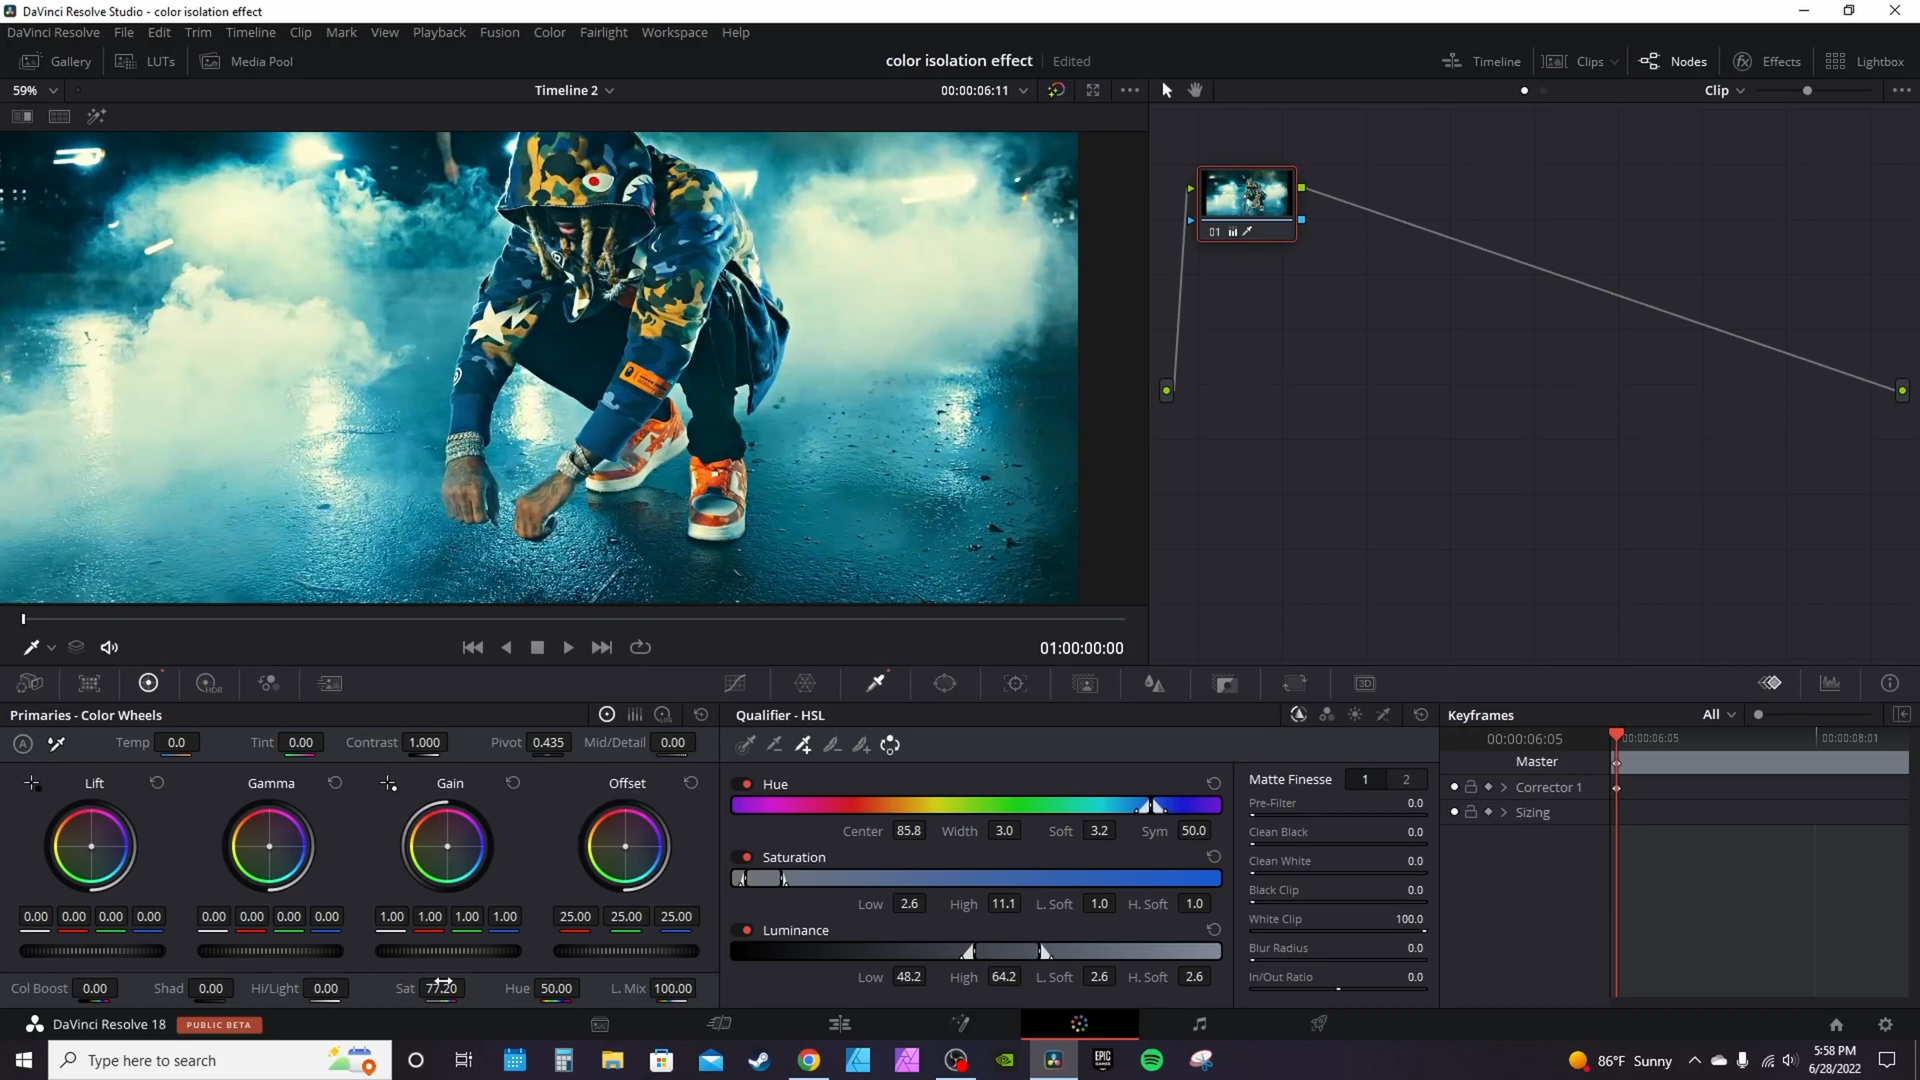 DaVinci Resolve Studio - color isolation effect
DaVinci Resolve File Edit Trim Timeline Clip Mark View Playback Fusion Color Fairlight Workspace Help
Gallery LUTs Media Pool color isolation effect Edited Timeline Clips Nodes Effects Lightbox
59% Timeline 2 00:00:06:11 Clip
01
01:00:00:00
HDR 3D
Primaries - Color Wheels Qualifier - HSL Keyframes All
A Temp 0.0 Tint 0.00 Contrast 1.000 Pivot 0.435 Mid/Detail 0.00
00:00:06:05 00:00:06:05 00:00:08:01
Master
Lift Gamma Gain Offset
Hue
Center 85.8 Width 3.0 Soft 3.2 Sym 50.0
Saturation
Low 2.6 High 11.1 L. Soft 1.0 H. Soft 1.0
Luminance
Low 48.2 High 64.2 L. Soft 2.6 H. Soft 2.6
Matte Finesse 1 2
Pre-Filter 0.0
Clean Black 0.0
Clean White 0.0
Black Clip 0.0
White Clip 100.0
Blur Radius 0.0
In/Out Ratio 0.0
Corrector 1
Sizing
0.00 0.00 0.00 0.00 0.00 0.00 0.00 0.00 1.00 1.00 1.00 1.00 25.00 25.00 25.00
Col Boost 0.00 Shad 0.00 Hi/Light 0.00 Sat 77.20 Hue 50.00 L. Mix 100.00
DaVinci Resolve 18 PUBLIC BETA
Type here to search
EPIC GAMES
86°F Sunny
5:58 PM
6/28/2022